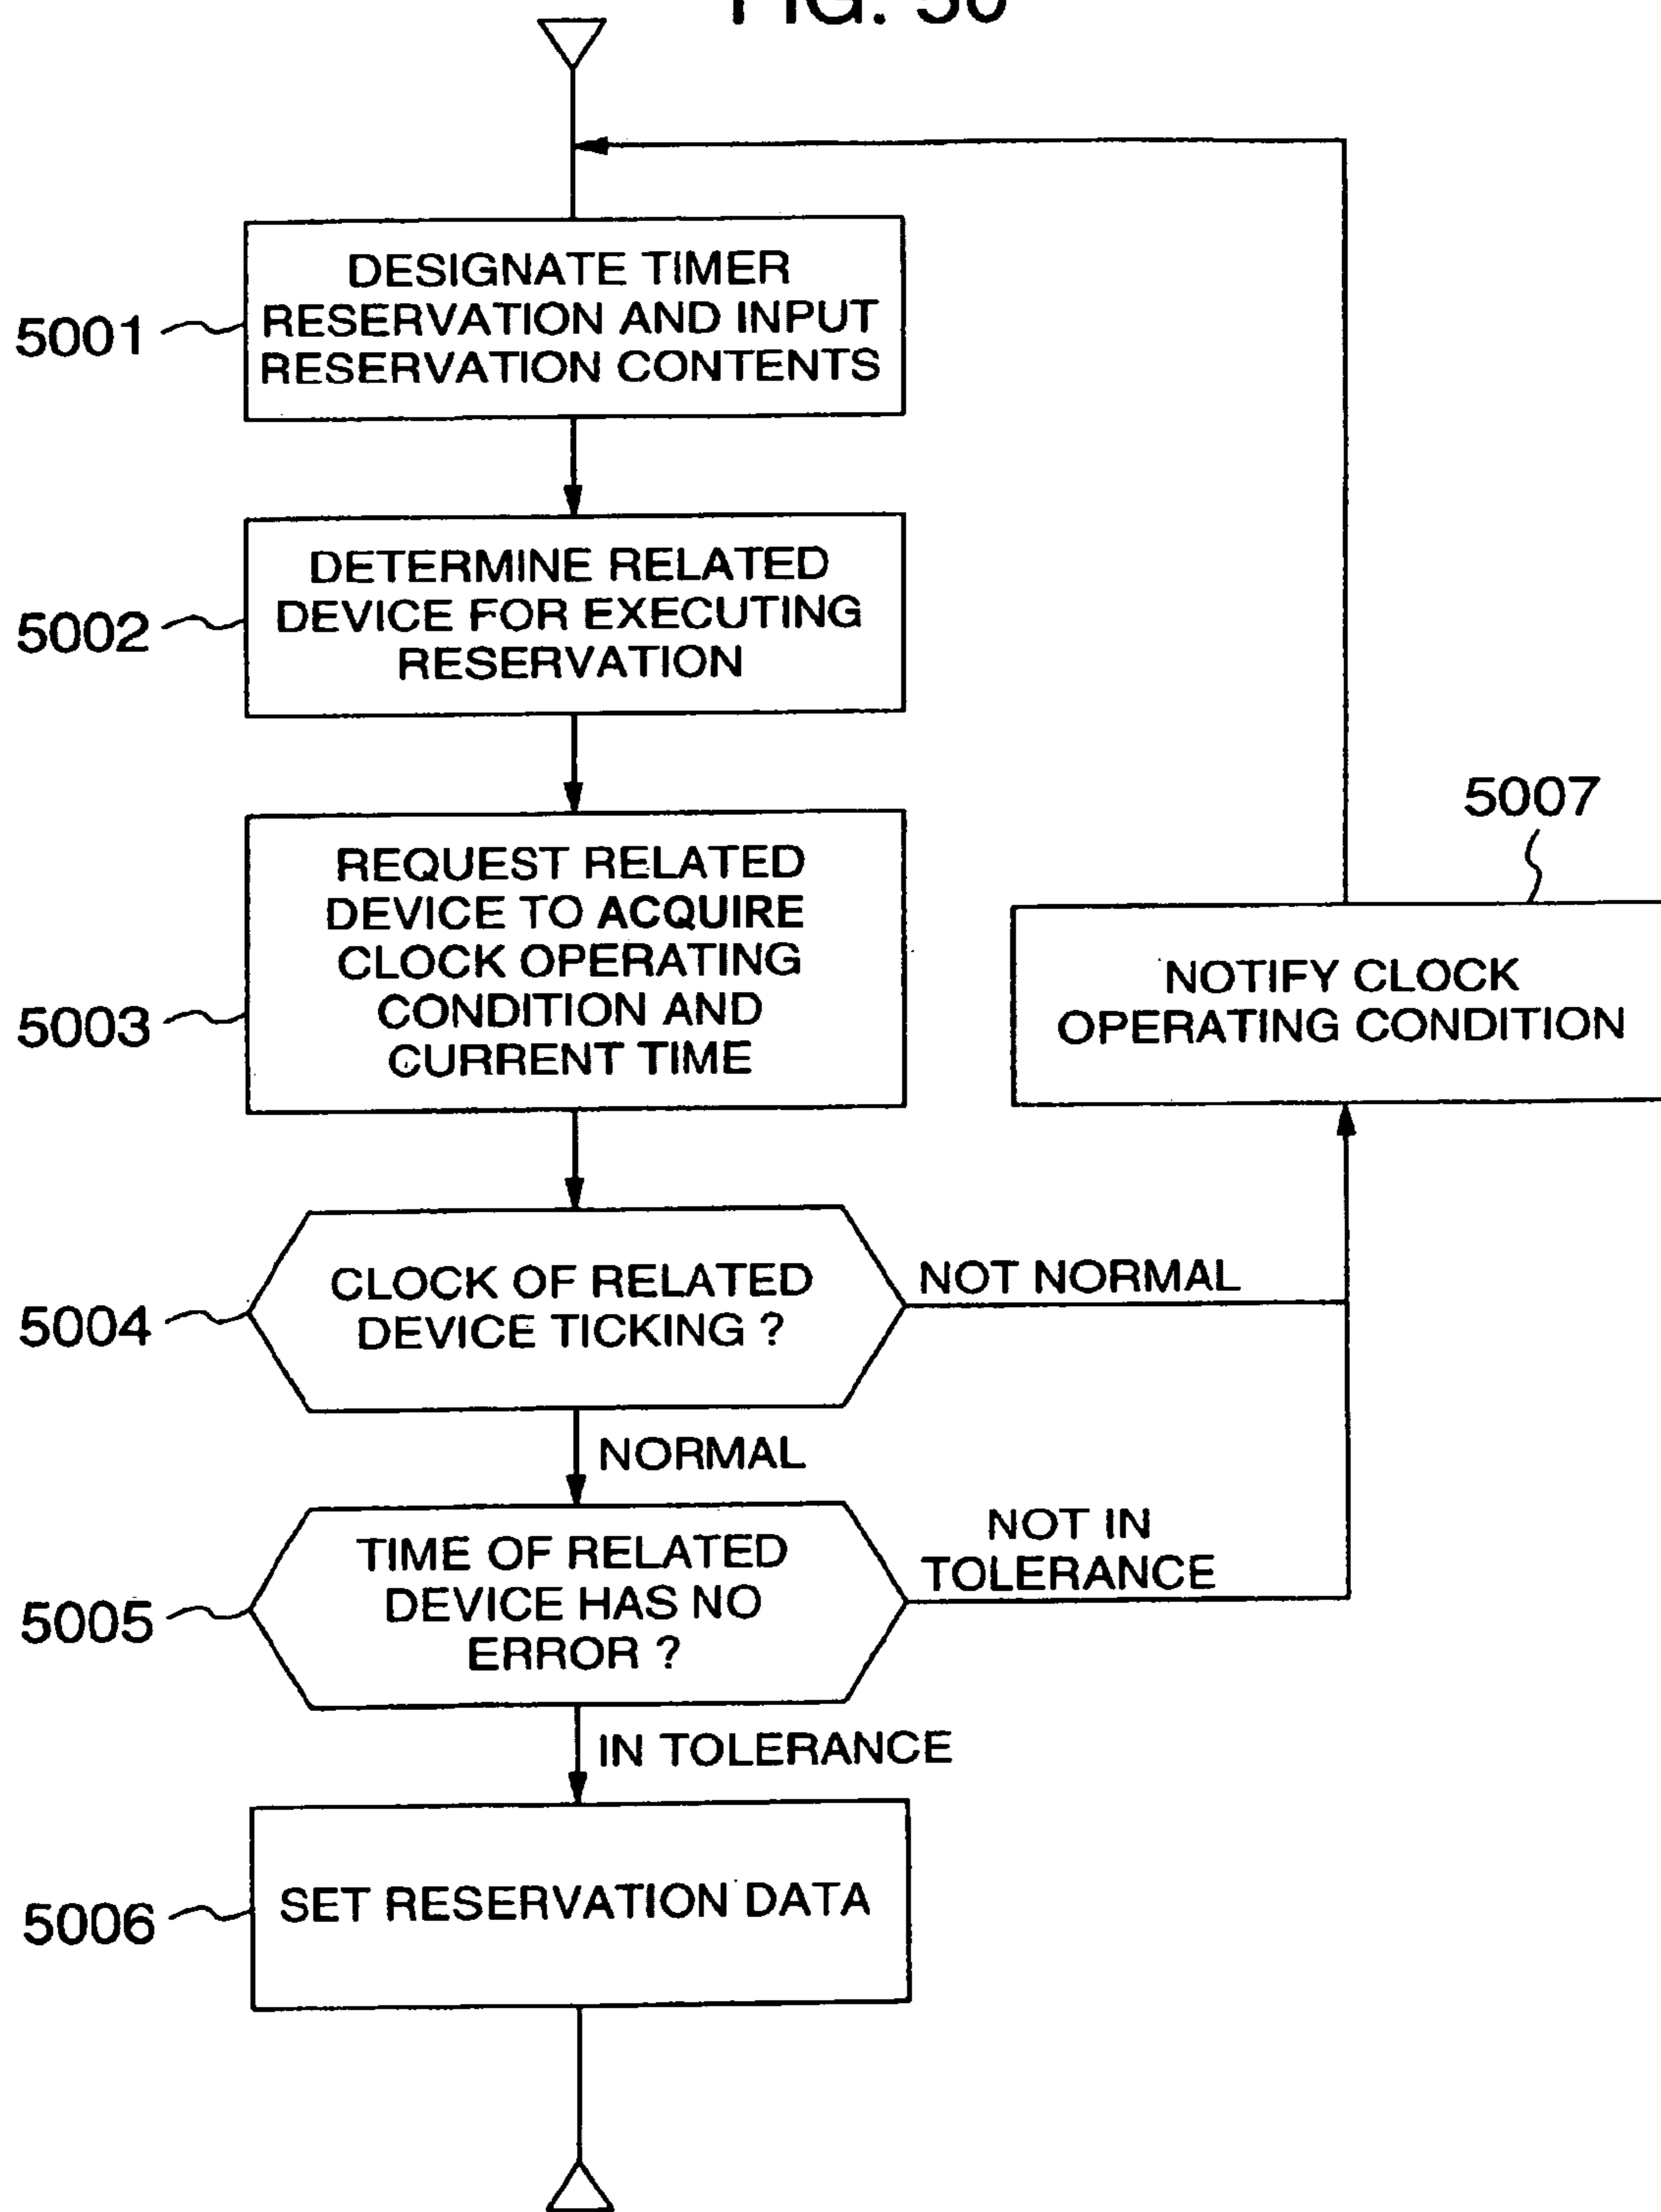 FIG. 50
DESIGNATE TIMER
RESERVATION AND INPUT
RESERVATION CONTENTS
5001
DETERMINE RELATED
DEVICE FOR EXECUTING
RESERVATION
5002
REQUEST RELATED
DEVICE TO ACQUIRE
CLOCK OPERATING
CONDITION AND
CURRENT TIME
5003
5007
NOTIFY CLOCK
OPERATING CONDITION
CLOCK OF RELATED
DEVICE TICKING ?
5004
NOT NORMAL
NORMAL
TIME OF RELATED
DEVICE HAS NO
ERROR ?
5005
NOT IN
TOLERANCE
IN TOLERANCE
SET RESERVATION DATA
5006